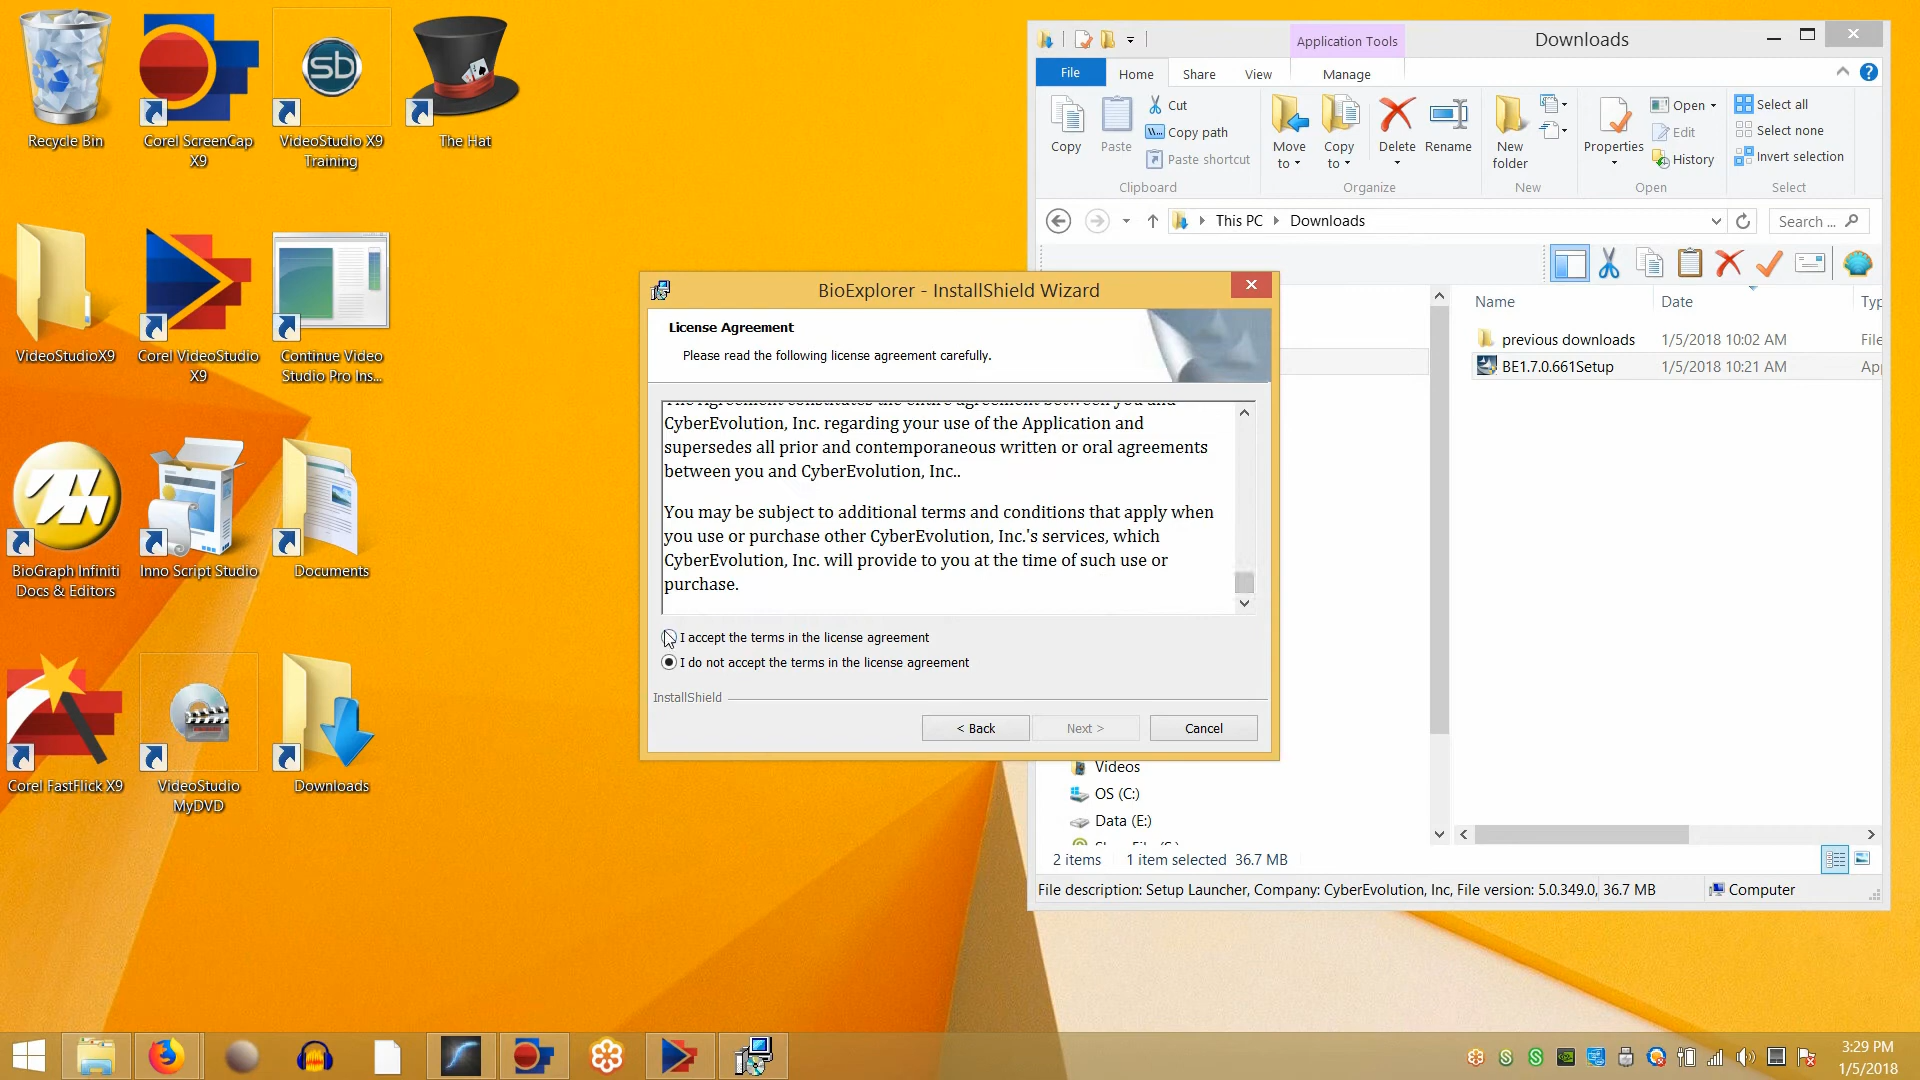 Recycle Bin
Corel ScreenCap
X9
VideoStudio X9
Training
sb
The Hat
VideoStudioX9
Corel VideoStudio
X9
Continue Video
Studio Pro Ins...
BioGraph Infiniti
Docs & Editors
Inno Script Studio
Documents
Corel FastFlick X9
VideoStudio
MyDVD
Downloads
Application Tools
Downloads
File
Home
Share
View
Manage
Copy
Paste
Cut
Copy path
Paste shortcut
Clipboard
Move
to
Copy
to
Delete
Rename
Organize
New
folder
New
Properties
Open
Edit
History
Open
Select all
Select none
Invert selection
Select
This PC
Downloads
Search ...
Name
Date
Typ
previous downloads
1/5/2018 10:02 AM
File
BE1.7.0.661Setup
1/5/2018 10:21 AM
App
BioExplorer - InstallShield Wizard
License Agreement
Please read the following license agreement carefully.
The Agreement constitutes the entire agreement between you and
CyberEvolution, Inc. regarding your use of the Application and
supersedes all prior and contemporaneous written or oral agreements
between you and CyberEvolution, Inc..
You may be subject to additional terms and conditions that apply when
you use or purchase other CyberEvolution, Inc.'s services, which
CyberEvolution, Inc. will provide to you at the time of such use or
purchase.
I accept the terms in the license agreement
I do not accept the terms in the license agreement
InstallShield
< Back
Next >
Cancel
Videos
OS (C:)
Data (E:)
2 items
1 item selected 36.7 MB
File description: Setup Launcher, Company: CyberEvolution, Inc, File version: 5.0.349.0,
36.7 MB
Computer
3:29 PM
1/5/2018